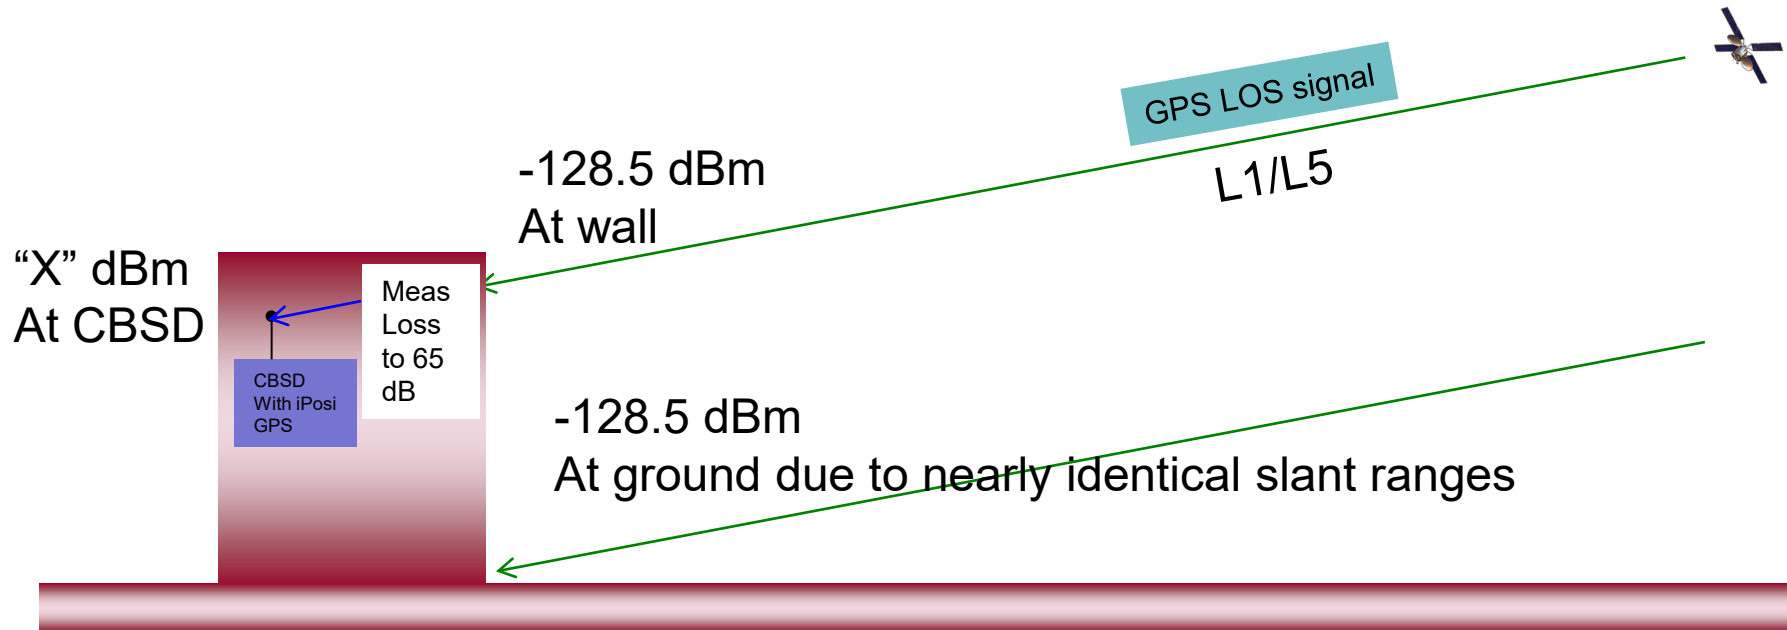 GPS LOS signal
L1/L5
-128.5 dBm
At wall
“X” dBm
At CBSD
Meas
Loss
to 65
dB
CBSD
With iPosi
GPS
-128.5 dBm
At ground due to nearly identical slant ranges